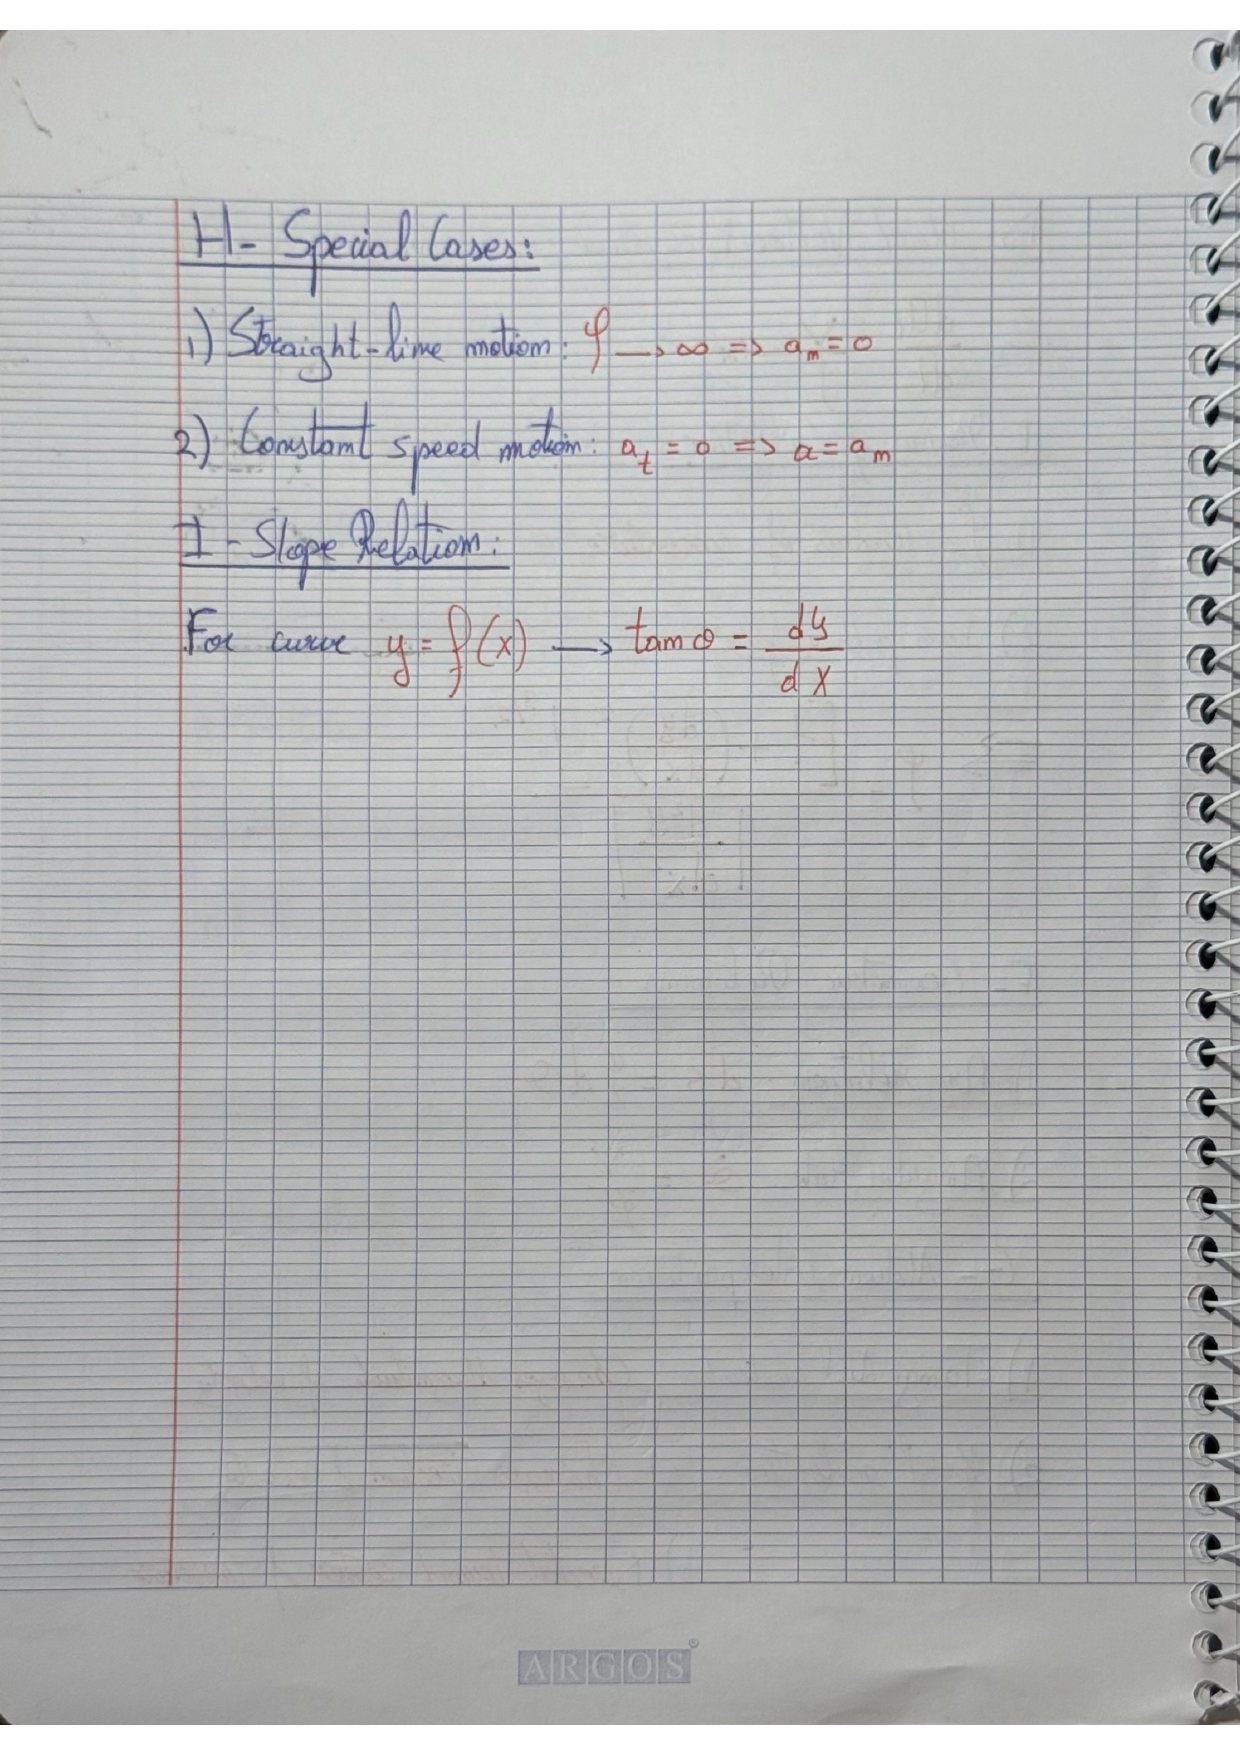 H- Special Cases:
1) Straight-line motion: ρ → ∞ => aₙ = 0
2) Constant speed motion: aₜ = 0 => a = aₙ
I - Slope Relation:
For curve y = f(x) → tan θ = dy/dx
ARGOS®